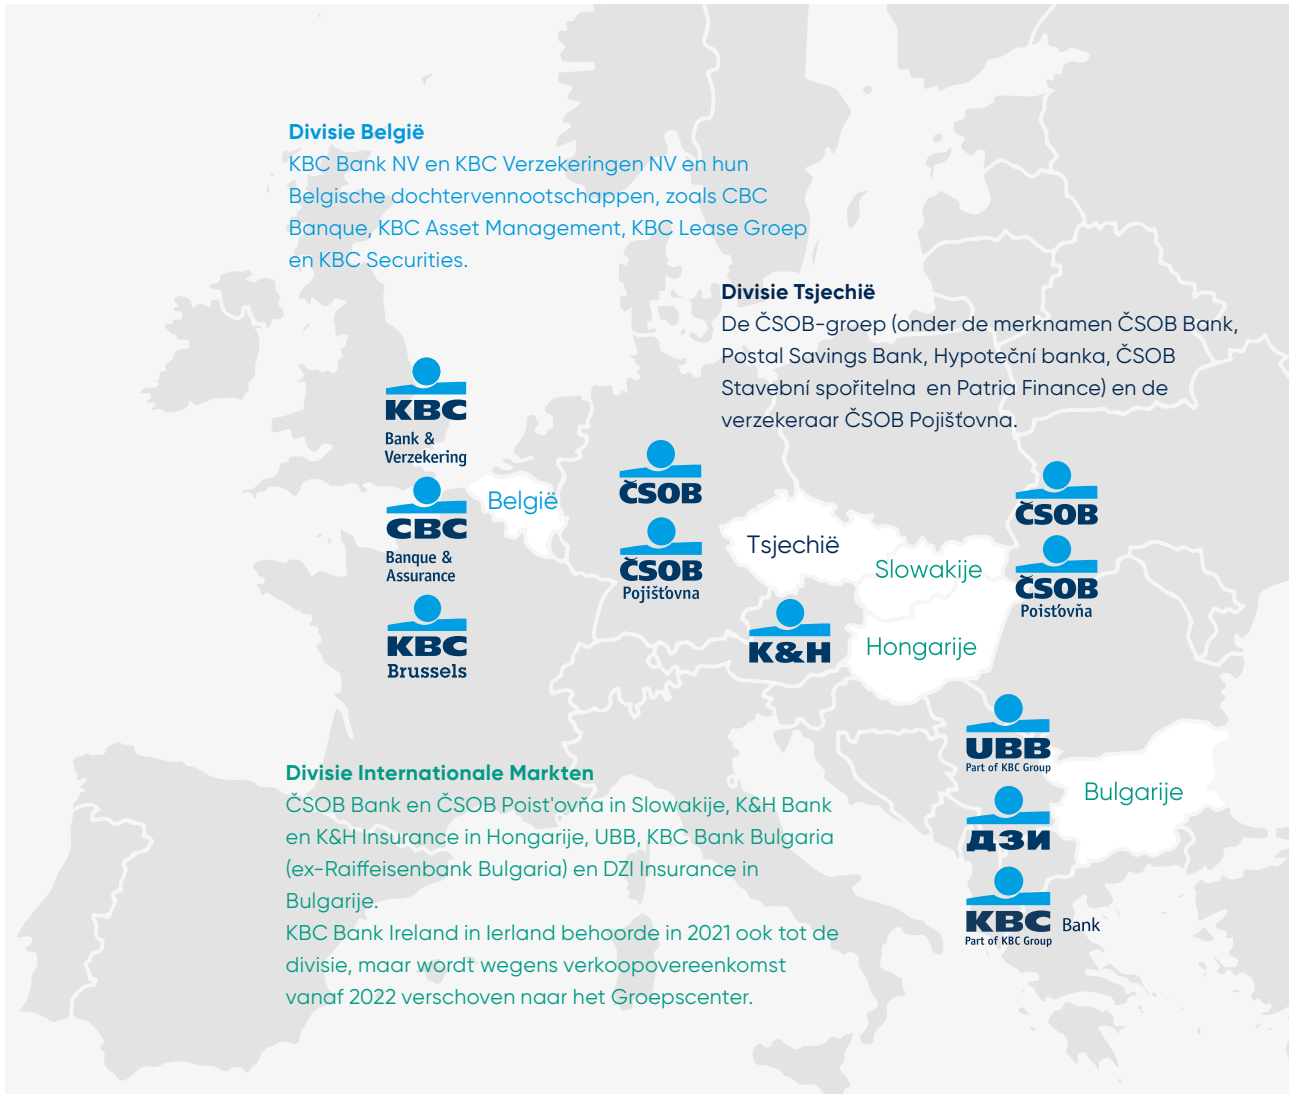 Divisie België
KBC Bank NV en KBC Verzekeringen NV en hun
Belgische dochtervennootschappen, zoals CBC
Banque, KBC Asset Management, KBC Lease Groep
en KBC Securities.
Divisie Tsjechië
De ČSOB-groep (onder de merknamen ČSOB Bank,
Postal Savings Bank, Hypoteční banka, ČSOB
Stavební spořitelna en Patria Finance) en de
verzekeraar ČSOB Pojišťovna.
KBC
Bank &
Verzekering
CBC
Banque &
Assurance
KBC
Brussels
België
ČSOB
ČSOB
Pojišťovna
Tsjechië
Slowakije
ČSOB
ČSOB
Poisťovňa
K&H
Hongarije
UBB
Part of KBC Group
ДЗИ
KBC Bank
Part of KBC Group
Bulgarije
Divisie Internationale Markten
ČSOB Bank en ČSOB Poist'ovňa in Slowakije, K&H Bank
en K&H Insurance in Hongarije, UBB, KBC Bank Bulgaria
(ex-Raiffeisenbank Bulgaria) en DZI Insurance in
Bulgarije.
KBC Bank Ireland in Ierland behoorde in 2021 ook tot de
divisie, maar wordt wegens verkoopovereenkomst
vanaf 2022 verschoven naar het Groepscenter.